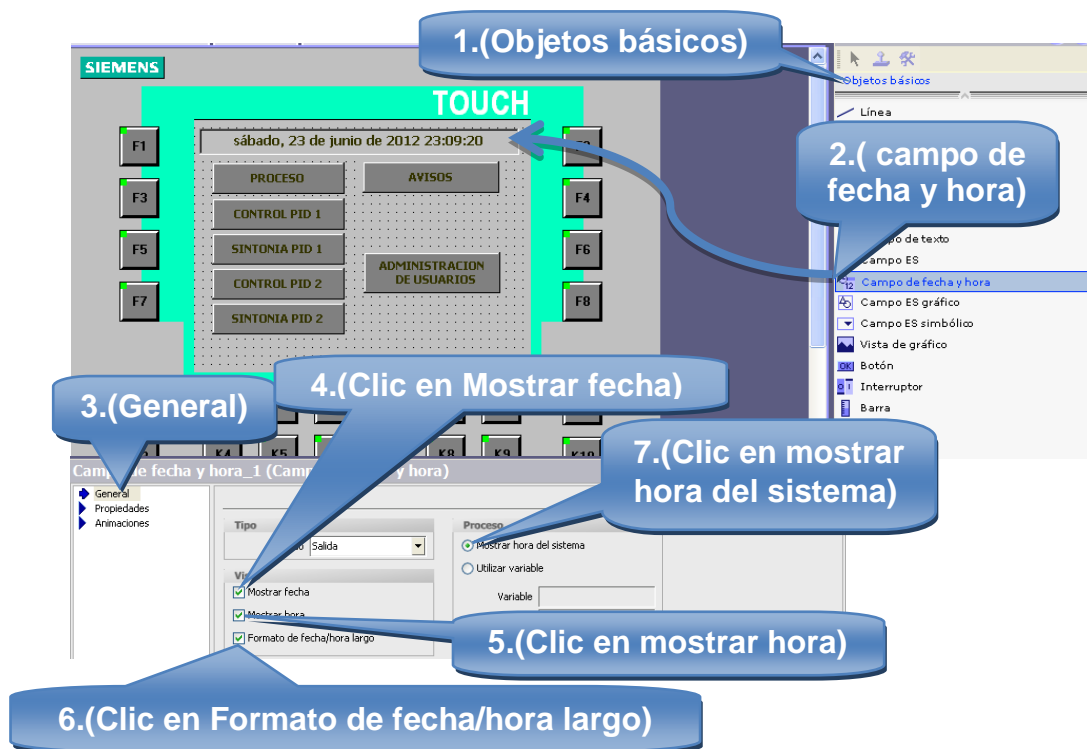 1.(Objetos básicos)
SIEMENS
Objetos básicos
TOUCH
Línea
F1
sábado, 23 de junio de 2012 23:09:20
2.( campo de
fecha y hora)
PROCESO
AVISOS
F3
CONTROL PID 1
F4
de texto
F5
SINTONIA PID 1
F6
Campo ES
ADMINISTRACION
DE USUARIOS
Campo de fecha y hora
CONTROL PID 2
F7
F8
Campo ES gráfico
SINTONIA PID 2
Campo ES simbólico
Vista de gráfico
OK Botón
Interruptor
Barra
3.(General)
4.(Clic en Mostrar fecha)
7.(Clic en mostrar
hora del sistema)
K4
K5
K8
K9
K10
hora_1
hora)
General
Propiedades
Animaciones
Tipo
Proceso
Salida
Mostrar hora del sistema
Utilizar variable
Mostrar fecha
Variable
Mostrar hora
5.(Clic en mostrar hora)
Formato de fecha/hora largo
6.(Clic en Formato de fecha/hora largo)